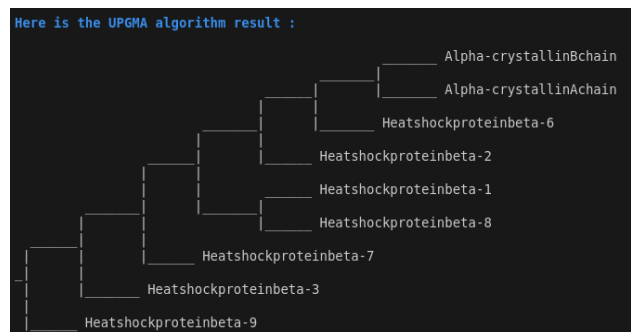 Here is the UPGMA algorithm result :
Alpha-crystallinBchain
Alpha-crystallinAchain
Heatshockproteinbeta-6
Heatshockproteinbeta-2
Heatshockproteinbeta-1
Heatshockproteinbeta-8
Heatshockproteinbeta-7
Heatshockproteinbeta-3
Heatshockproteinbeta-9